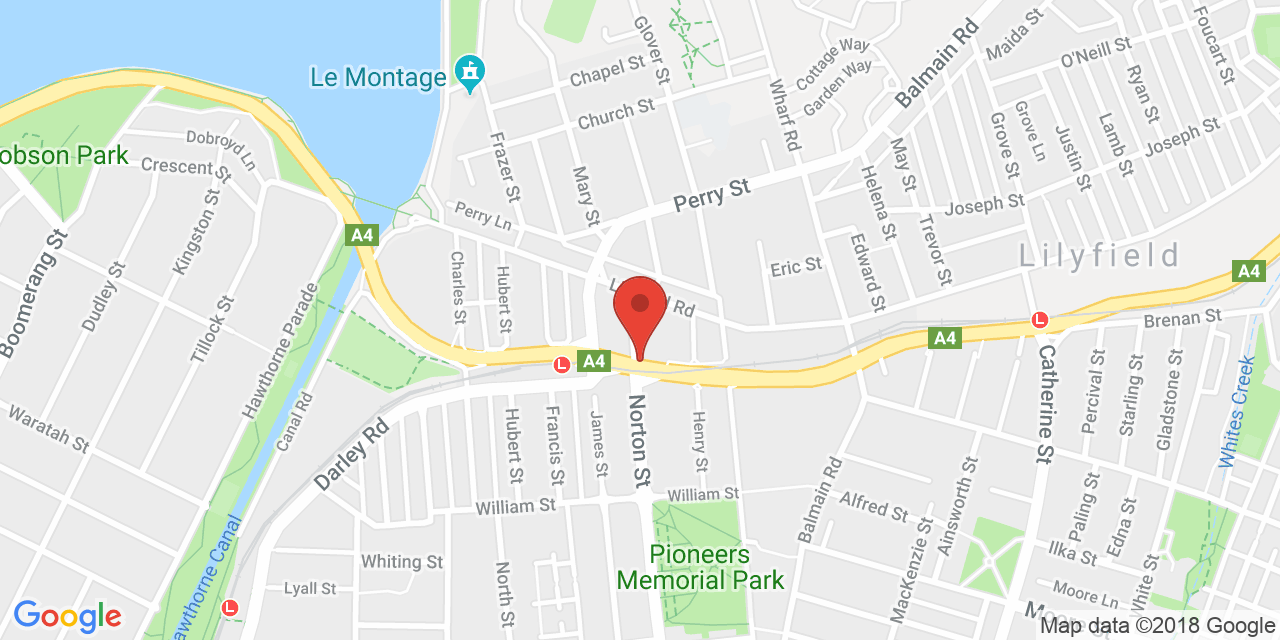 Le Montage
Chapel St
Glover St
Church St
Cottage Way
Garden Way
Wharf Rd
Balmain Rd
Maida St
O'Neill St
Foucart St
Ryan St
Lamb St
Justin St
Grove Ln
Grove St
Joseph St
May St
Helena St
Trevor St
Joseph St
Edward St
Eric St
Lilyfield
Dobroyd Ln
obson Park
Crescent St
Kingston St
Frazer St
Mary St
Perry St
Perry Ln
A4
Boomerang St
Dudley St
Tillock St
Hawthorne Parade
Charles St
Hubert St
Rd
A4
A4
A4
Brenan St
Waratah St
Canal Rd
Darley Rd
Hubert St
Francis St
James St
Norton St
Henry St
Catherine St
Percival St
Starling St
Gladstone St
Whites Creek
William St
William St
Balmain Rd
Alfred St
Ainsworth St
MacKenzie St
Paling St
Edna St
Ilka St
White St
Moore Ln
Whiting St
Lyall St
North St
Pioneers
Memorial Park
awthorne Canal
Google
Map data ©2018 Google